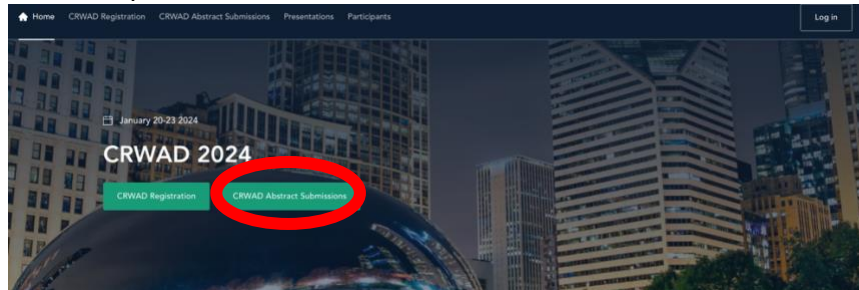 Home CRWAD Registration CRWAD Abstract Submissions Presentations Participants Log in
January 20-23 2024
CRWAD 2024
CRWAD Registration CRWAD Abstract Submissions